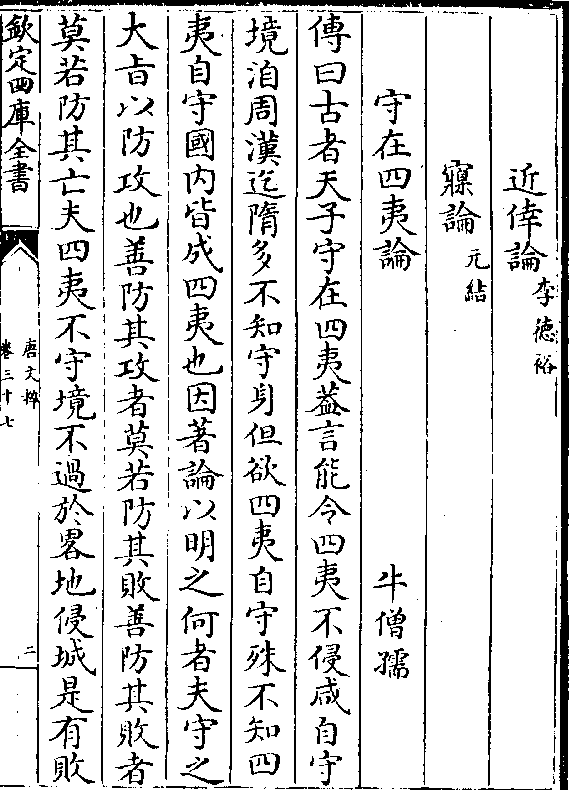 近倖論李德裕
寱論元結
守在四夷論 牛僧孺
傳曰古者天子守在四夷葢言能令四夷不侵咸自守
境洎周漢迄隋多不知守身但欲四夷自守殊不知四
夷自守國内皆成四夷也因著論以明之何者夫守之
大㫖以防攻也善防其攻者莫若防其敗善防其敗者
莫若防其亡夫四夷不守境不過於畧地侵城是有敗
欽定四庫全書
唐文粹
卷三十七
二